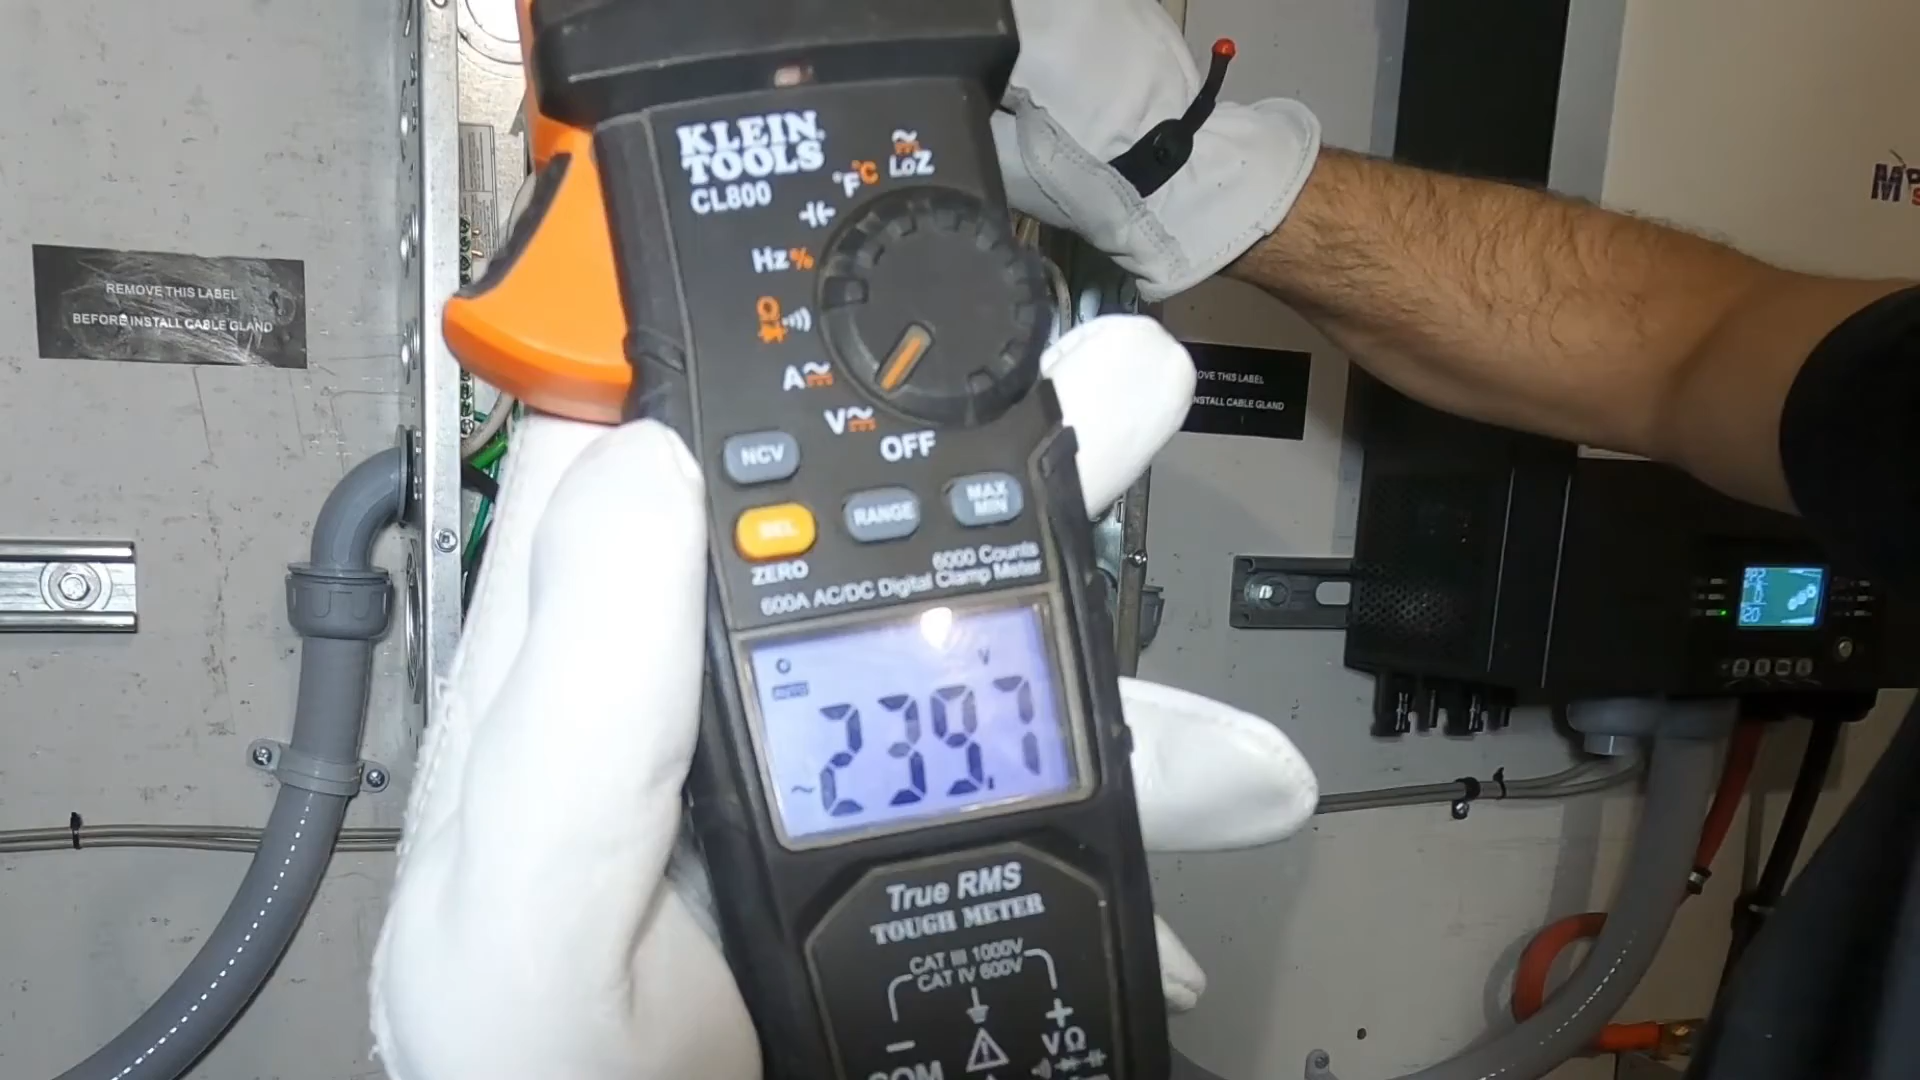 KLEIN
TOOLS
CL800
LoZ
°F°C
Hz%
Ω
A
V
OFF
NCV
RANGE
MAX
MIN
SEL
ZERO
6000 Counts
600A AC/DC Digital Clamp Meter
V
AUTO
~239.7
True RMS
TOUGH METER
CAT III 1000V
CAT IV 600V
+
–
VΩ
COM
REMOVE THIS LABEL
BEFORE INSTALL CABLE GLAND
OVE THIS LABEL
NSTALL CABLE GLAND